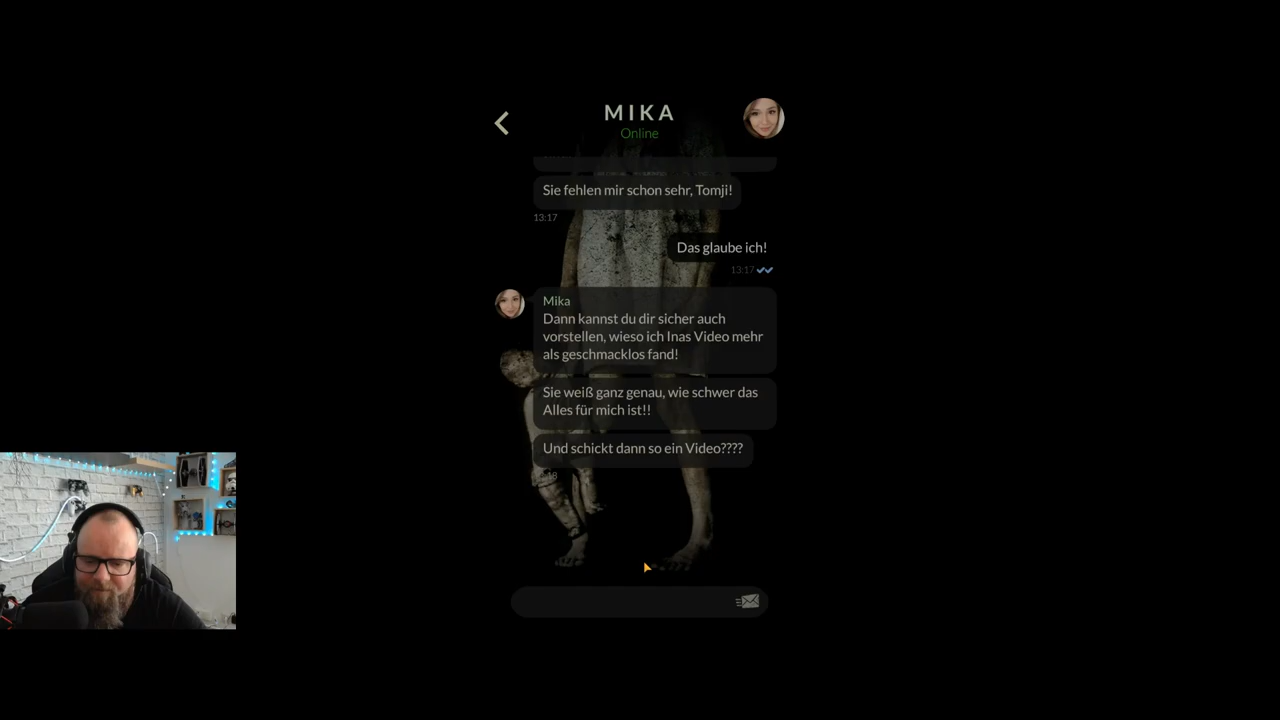 MIKA
Online
Sie fehlen mir schon sehr, Tomji!
13:17
Das glaube ich!
13:17
Mika
Dann kannst du dir sicher auch
vorstellen, wieso ich Inas Video mehr
als geschmacklos fand!
Sie weiß ganz genau, wie schwer das
Alles für mich ist!!
Und schickt dann so ein Video????